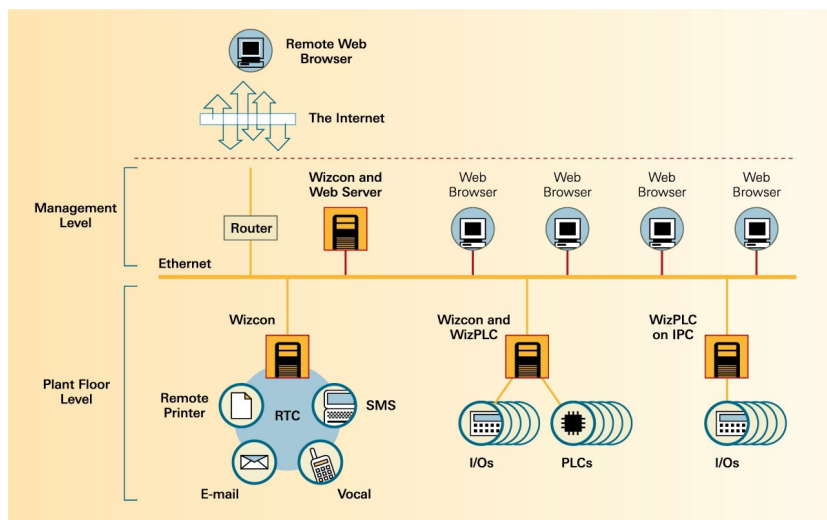 Remote Web
Browser
The Internet
Wizcon and
Web Server
Web
Browser
Web
Browser
Web
Browser
Web
Browser
Management
Level
Router
Ethernet
Wizcon
Wizcon and
WizPLC
WizPLC
on IPC
Plant Floor
Level
Remote
Printer
RTC
SMS
I/Os
PLCs
I/Os
E-mail
Vocal